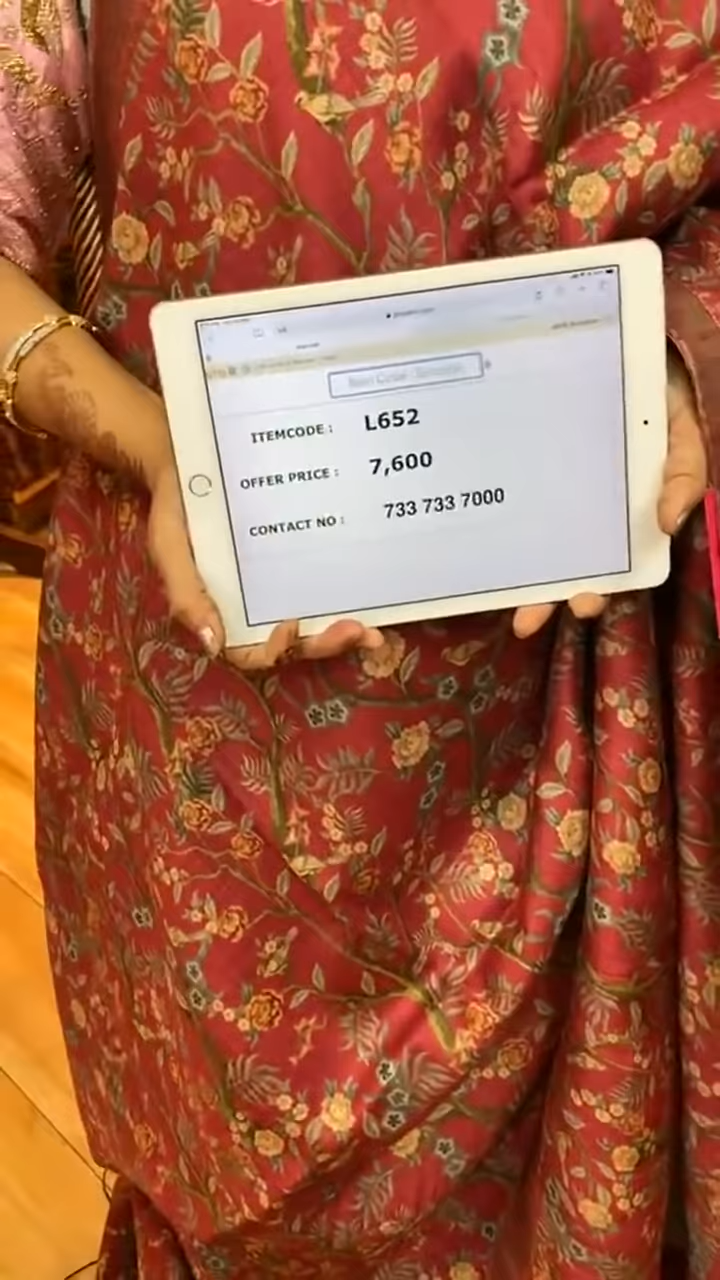 ITEMCODE : L652
OFFER PRICE : 7,600
CONTACT NO : 733 733 7000